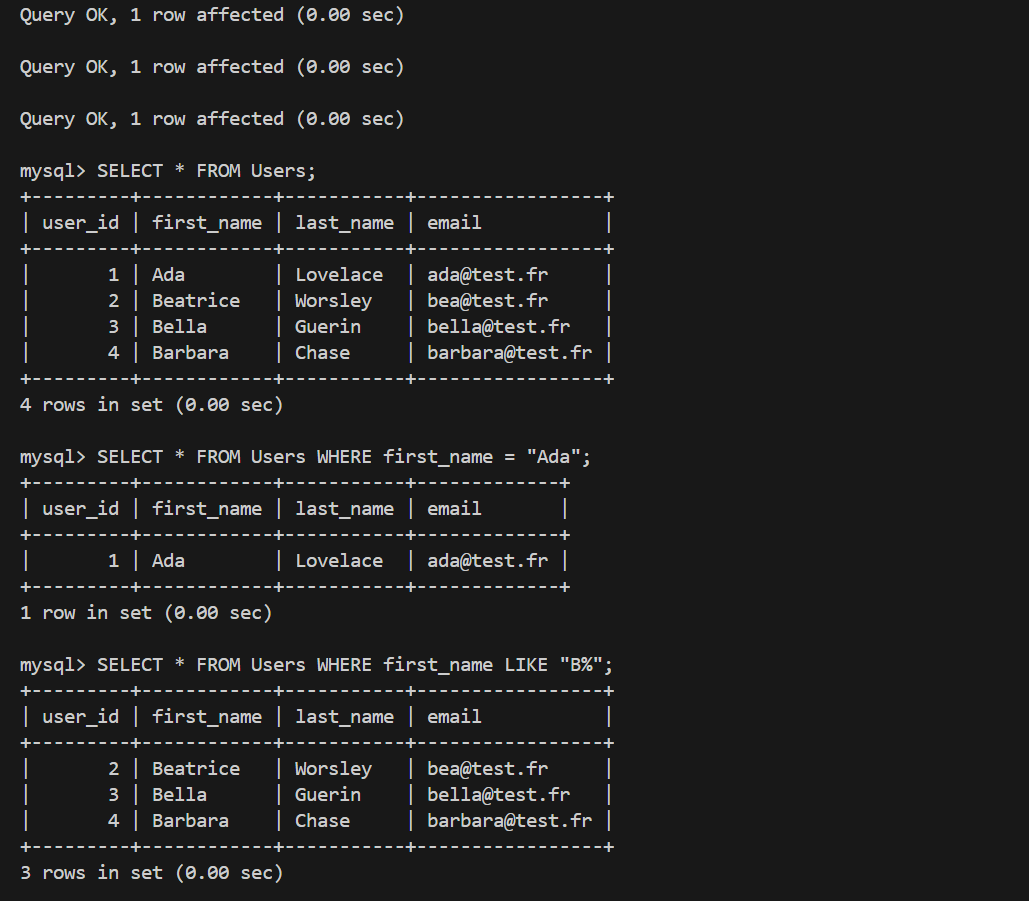 Query OK, 1 row affected (0.00 sec)
Query OK, 1 row affected (0.00 sec)
Query OK, 1 row affected (0.00 sec)
mysql> SELECT * FROM Users;
+---------+------------+-----------+-----------------+
| user_id | first_name | last_name | email           |
+---------+------------+-----------+-----------------+
|       1 | Ada        | Lovelace  | ada@test.fr     |
|       2 | Beatrice   | Worsley   | bea@test.fr     |
|       3 | Bella      | Guerin    | bella@test.fr   |
|       4 | Barbara    | Chase     | barbara@test.fr |
+---------+------------+-----------+-----------------+
4 rows in set (0.00 sec)
mysql> SELECT * FROM Users WHERE first_name = "Ada";
+---------+------------+-----------+-------------+
| user_id | first_name | last_name | email       |
+---------+------------+-----------+-------------+
|       1 | Ada        | Lovelace  | ada@test.fr |
+---------+------------+-----------+-------------+
1 row in set (0.00 sec)
mysql> SELECT * FROM Users WHERE first_name LIKE "B%";
+---------+------------+-----------+-----------------+
| user_id | first_name | last_name | email           |
+---------+------------+-----------+-----------------+
|       2 | Beatrice   | Worsley   | bea@test.fr     |
|       3 | Bella      | Guerin    | bella@test.fr   |
|       4 | Barbara    | Chase     | barbara@test.fr |
+---------+------------+-----------+-----------------+
3 rows in set (0.00 sec)